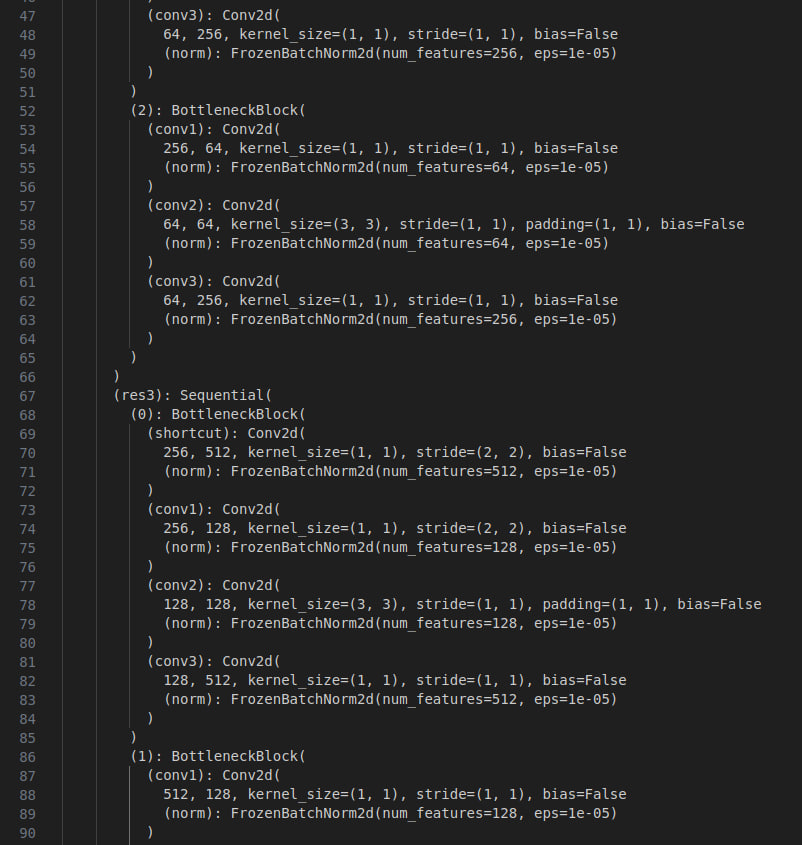 47 (conv3): Conv2d(
48 64, 256, kernel_size=(1, 1), stride=(1, 1), bias=False
49 (norm): FrozenBatchNorm2d(num_features=256, eps=1e-05)
50 )
51 )
52 (2): BottleneckBlock(
53 (conv1): Conv2d(
54 256, 64, kernel_size=(1, 1), stride=(1, 1), bias=False
55 (norm): FrozenBatchNorm2d(num_features=64, eps=1e-05)
56 )
57 (conv2): Conv2d(
58 64, 64, kernel_size=(3, 3), stride=(1, 1), padding=(1, 1), bias=False
59 (norm): FrozenBatchNorm2d(num_features=64, eps=1e-05)
60 )
61 (conv3): Conv2d(
62 64, 256, kernel_size=(1, 1), stride=(1, 1), bias=False
63 (norm): FrozenBatchNorm2d(num_features=256, eps=1e-05)
64 )
65 )
66 )
67 (res3): Sequential(
68 (0): BottleneckBlock(
69 (shortcut): Conv2d(
70 256, 512, kernel_size=(1, 1), stride=(2, 2), bias=False
71 (norm): FrozenBatchNorm2d(num_features=512, eps=1e-05)
72 )
73 (conv1): Conv2d(
74 256, 128, kernel_size=(1, 1), stride=(2, 2), bias=False
75 (norm): FrozenBatchNorm2d(num_features=128, eps=1e-05)
76 )
77 (conv2): Conv2d(
78 128, 128, kernel_size=(3, 3), stride=(1, 1), padding=(1, 1), bias=False
79 (norm): FrozenBatchNorm2d(num_features=128, eps=1e-05)
80 )
81 (conv3): Conv2d(
82 128, 512, kernel_size=(1, 1), stride=(1, 1), bias=False
83 (norm): FrozenBatchNorm2d(num_features=512, eps=1e-05)
84 )
85 )
86 (1): BottleneckBlock(
87 (conv1): Conv2d(
88 512, 128, kernel_size=(1, 1), stride=(1, 1), bias=False
89 (norm): FrozenBatchNorm2d(num_features=128, eps=1e-05)
90 )